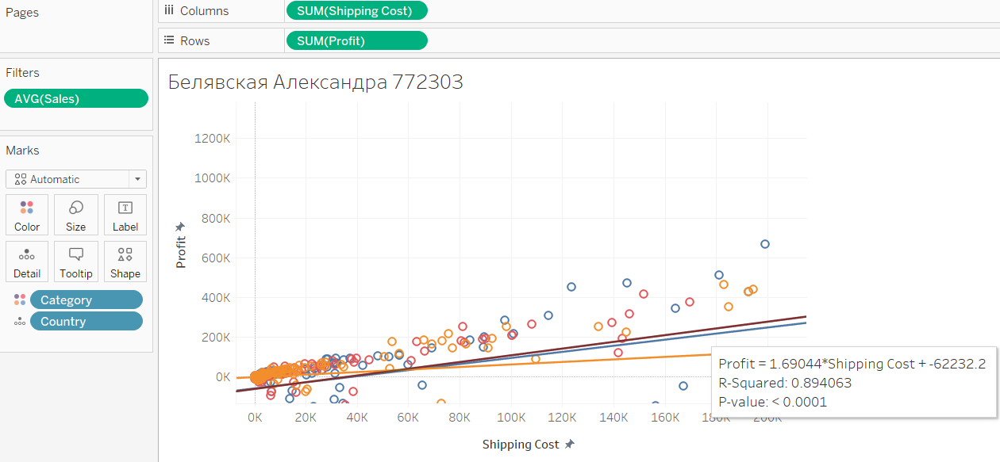 Pages
Columns
SUM(Shipping Cost)
Rows
SUM(Profit)
Filters
AVG(Sales)
Marks
Automatic
Color
Size
Label
Detail
Tooltip
Shape
Category
Country
Белявская Александра 772303
1200K
1000K
800K
600K
400K
200K
0K
Profit
0K 20K 40K 60K 80K 100K 120K 140K 160K 180K 200K
Shipping Cost
Profit = 1.69044*Shipping Cost + -62232.2
R-Squared: 0.894063
P-value: < 0.0001